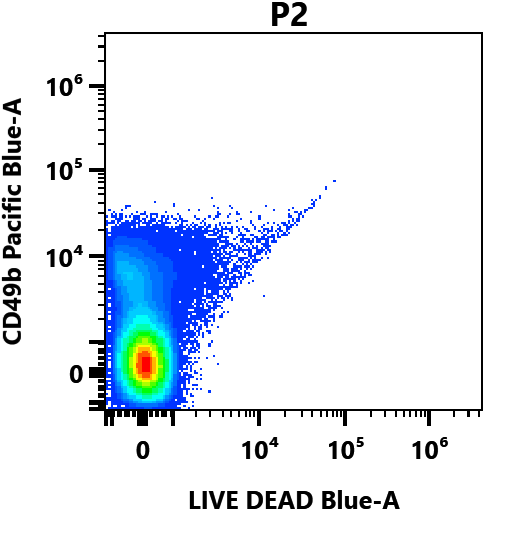 P2
CD49b Pacific Blue-A
10⁶
10⁵
10⁴
0
0 10⁴ 10⁵ 10⁶
LIVE DEAD Blue-A